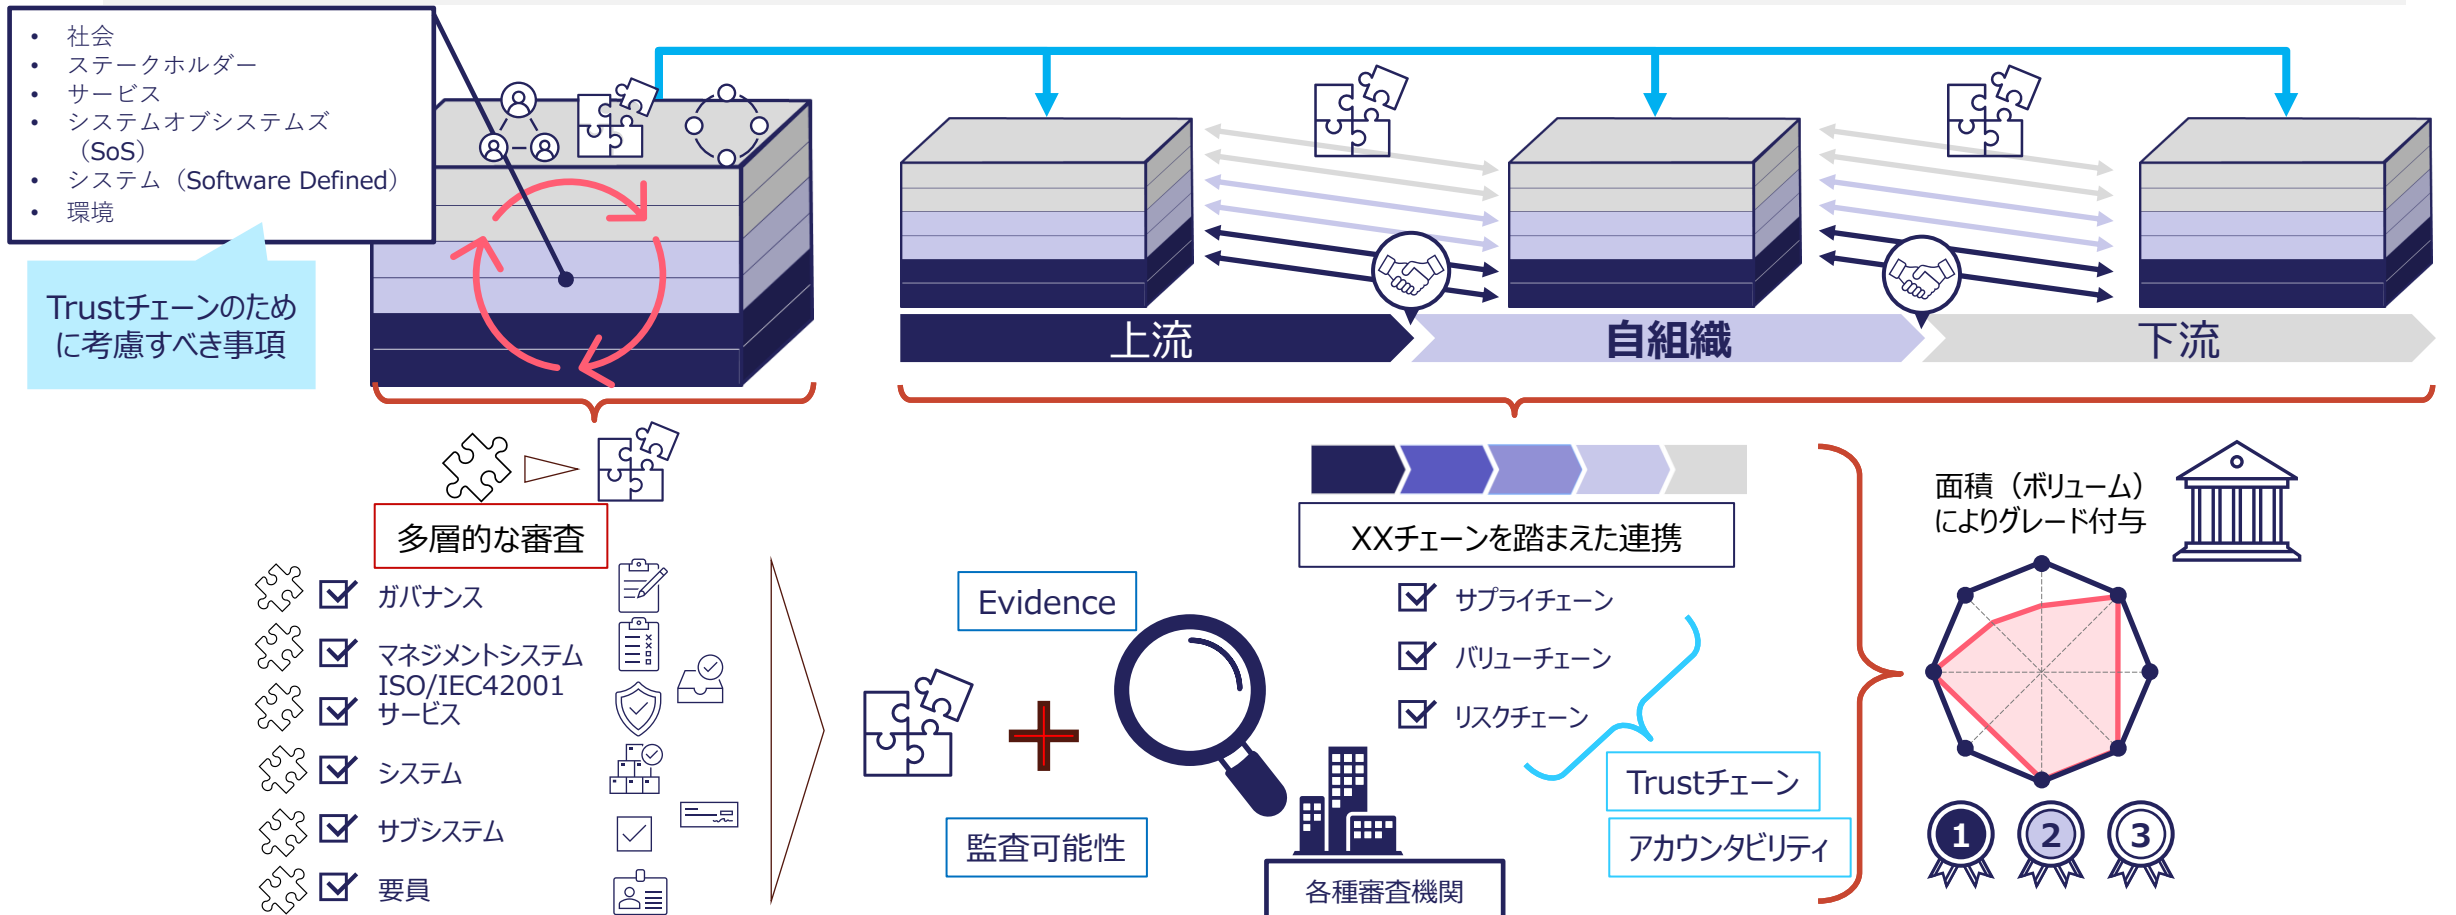 • 社会
• ステークホルダー
• サービス
• システムオブシステムズ
（SoS）
• システム（Software Defined）
• 環境
Trustチェーンのため
に考慮すべき事項
上流
自組織
下流
多層的な審査
ガバナンス
マネジメントシステム
ISO/IEC42001
サービス
システム
サブシステム
要員
Evidence
監査可能性
XXチェーンを踏まえた連携
サプライチェーン
バリューチェーン
リスクチェーン
Trustチェーン
アカウンタビリティ
各種審査機関
面積（ボリューム）
によりグレード付与
1
2
3